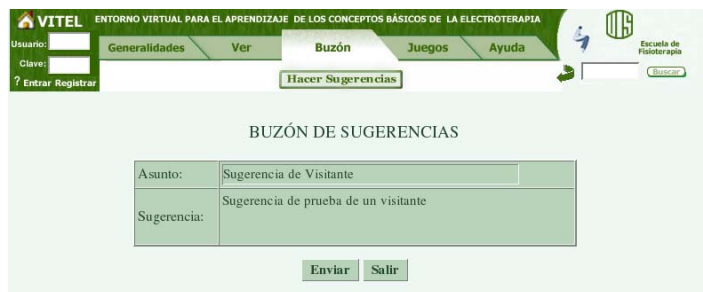 VITEL ENTORNO VIRTUAL PARA EL APRENDIZAJE DE LOS CONCEPTOS BÁSICOS DE LA ELECTROTERAPIA
Usuario:
Clave:
? Entrar Registrar
Generalidades Ver Buzón Juegos Ayuda
Hacer Sugerencias
UIS
Escuela de
Fisioterapia
Buscar
BUZÓN DE SUGERENCIAS
Asunto: Sugerencia de Visitante
Sugerencia: Sugerencia de prueba de un visitante
Enviar Salir